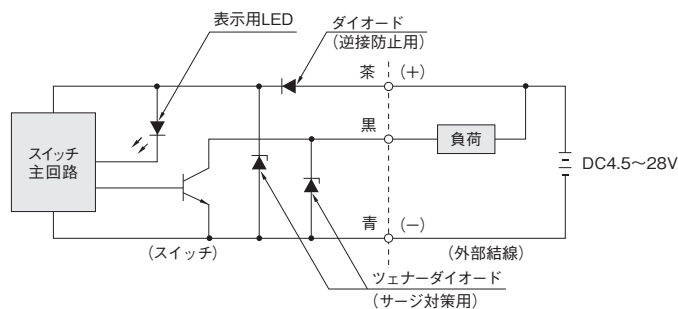 表示用LED
ダイオード
(逆接防止用)
茶 (+)
黒
負荷
スイッチ
主回路
DC4.5～28V
青 (−)
(スイッチ)
(外部結線)
ツェナーダイオード
(サージ対策用)